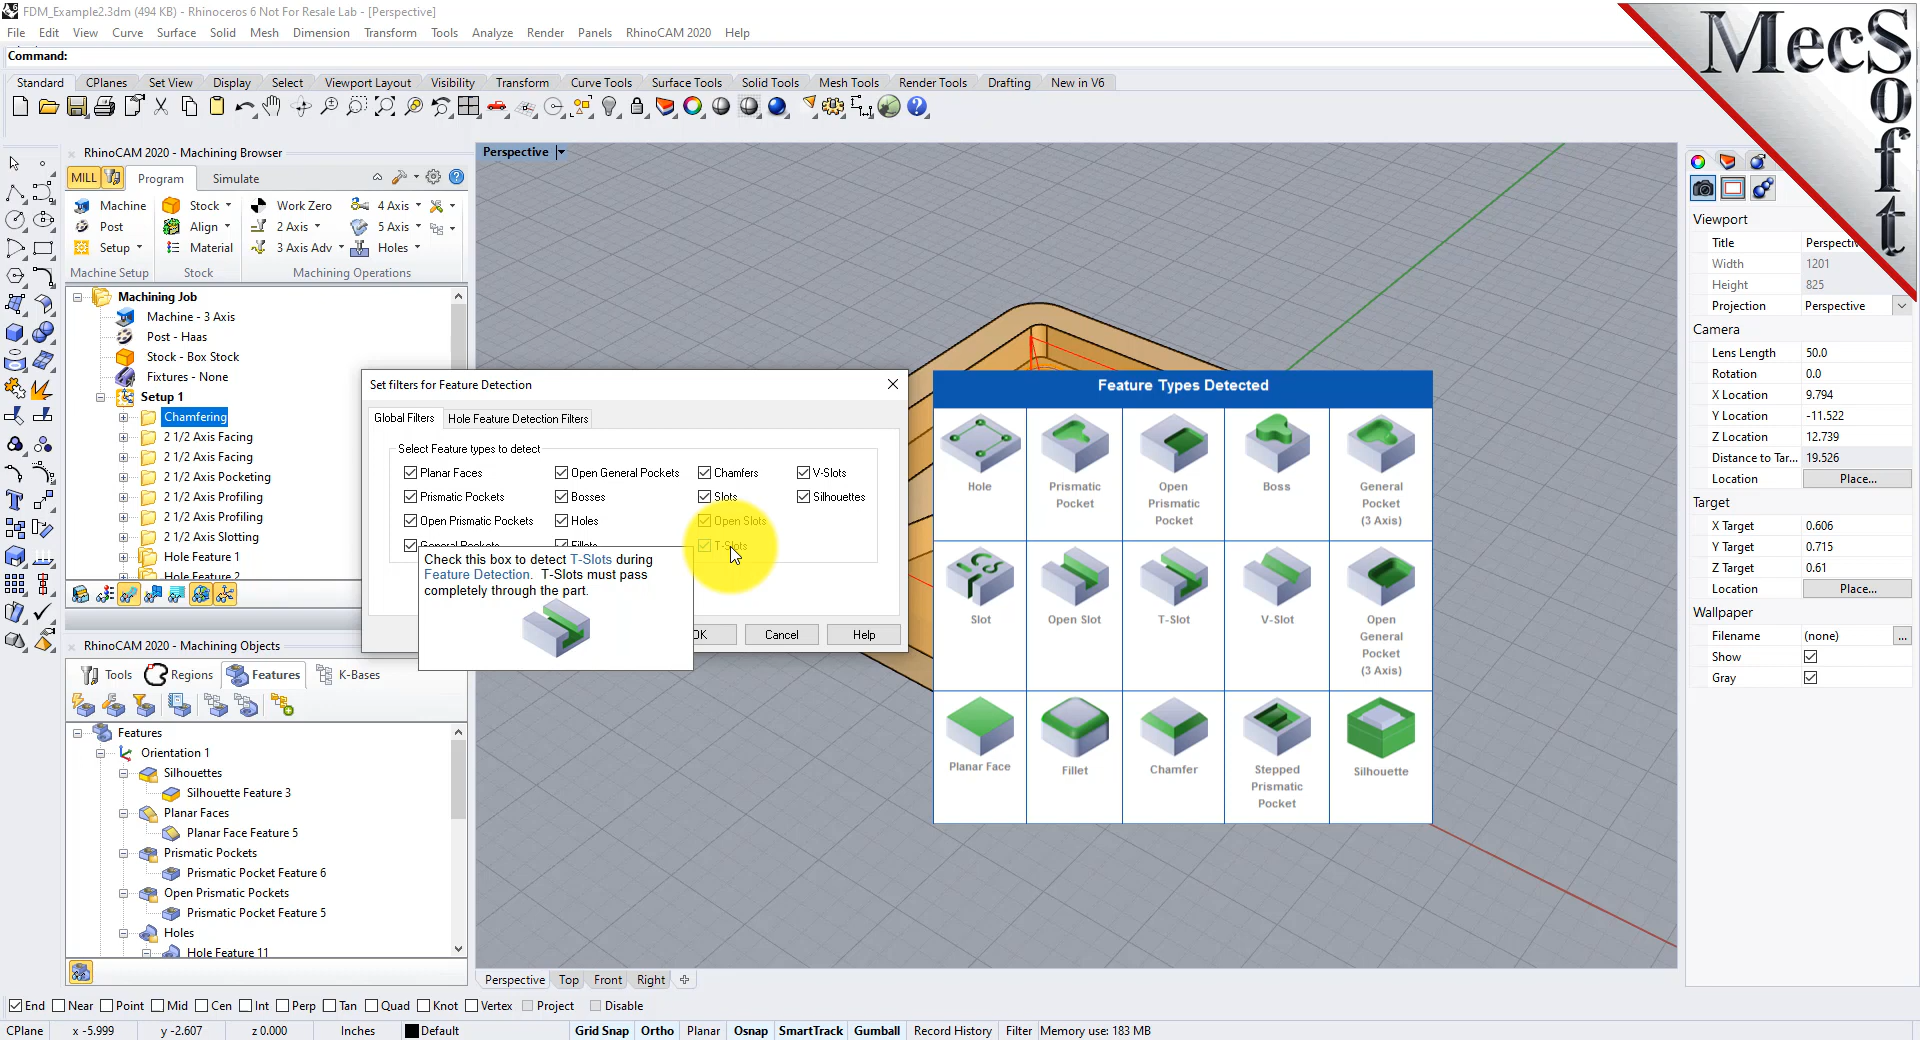 FDM_Example2.3dm (494 KB) - Rhinoceros 6 Not For Resale Lab - [Perspective]
File Edit View Curve Surface Solid Mesh Dimension Transform Tools Analyze Render Panels RhinoCAM 2020 Help
Command:
Standard CPlanes Set View Display Select Viewport Layout Visibility Transform Curve Tools Surface Tools Solid Tools Mesh Tools Render Tools Drafting New in V6
MecSoft
RhinoCAM 2020 - Machining Browser
MILL Program Simulate
Machine Stock Work Zero 4 Axis
Post Align 2 Axis 5 Axis
Setup Material 3 Axis Adv Holes
Machine Setup Stock Machining Operations
Machining Job
Machine - 3 Axis
Post - Haas
Stock - Box Stock
Fixtures - None
Setup 1
Chamfering
2 1/2 Axis Facing
2 1/2 Axis Facing
2 1/2 Axis Pocketing
2 1/2 Axis Profiling
2 1/2 Axis Profiling
2 1/2 Axis Slotting
Hole Feature 1
Hole Feature 2
RhinoCAM 2020 - Machining Objects
Tools Regions Features K-Bases
Features
Orientation 1
Silhouettes
Silhouette Feature 3
Planar Faces
Planar Face Feature 5
Prismatic Pockets
Prismatic Pocket Feature 6
Open Prismatic Pockets
Prismatic Pocket Feature 5
Holes
Hole Feature 11
Perspective
Set filters for Feature Detection
Global Filters Hole Feature Detection Filters
Select Feature types to detect
Planar Faces Open General Pockets Chamfers V-Slots
Prismatic Pockets Bosses Slots Silhouettes
Open Prismatic Pockets Holes Open Slots
General Pockets Fillets T-Slots
Check this box to detect T-Slots during
Feature Detection. T-Slots must pass
completely through the part.
OK Cancel Help
Feature Types Detected
Hole
Prismatic
Pocket
Open
Prismatic
Pocket
Boss
General
Pocket
(3 Axis)
Slot
Open Slot
T-Slot
V-Slot
Open
General
Pocket
(3 Axis)
Planar Face
Fillet
Chamfer
Stepped
Prismatic
Pocket
Silhouette
Viewport
Title Perspectiv
Width 1201
Height 825
Projection Perspective
Camera
Lens Length 50.0
Rotation 0.0
X Location 9.794
Y Location -11.522
Z Location 12.739
Distance to Tar... 19.526
Location Place...
Target
X Target 0.606
Y Target 0.715
Z Target 0.61
Location Place...
Wallpaper
Filename (none) ...
Show
Gray
Perspective Top Front Right
End Near Point Mid Cen Int Perp Tan Quad Knot Vertex Project Disable
CPlane x -5.999 y -2.607 z 0.000 Inches Default Grid Snap Ortho Planar Osnap SmartTrack Gumball Record History Filter Memory use: 183 MB